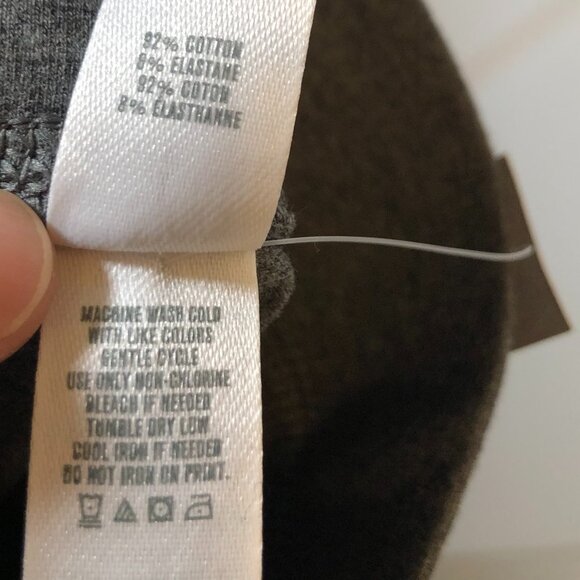 92% COTTON
8% ELASTANE
92% COTON
8% ELASTHANNE
MACHINE WASH COLD
WITH LIKE COLORS
GENTLE CYCLE
USE ONLY NON-CHLORINE
BLEACH IF NEEDED
TUMBLE DRY LOW
COOL IRON IF NEEDED
DO NOT IRON ON PRINT.